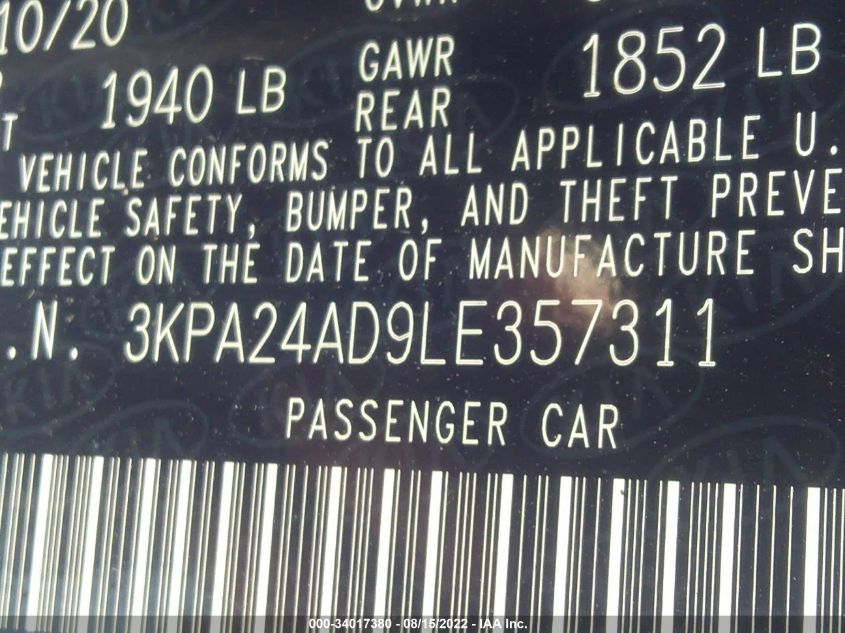 10/20
1940 LB GAWR REAR 1852 LB
T
VEHICLE CONFORMS TO ALL APPLICABLE U.
EHICLE SAFETY, BUMPER, AND THEFT PREVE
EFFECT ON THE DATE OF MANUFACTURE SH
.N. 3KPA24AD9LE357311
PASSENGER CAR
000-34017380 - 08/15/2022 - IAA Inc.